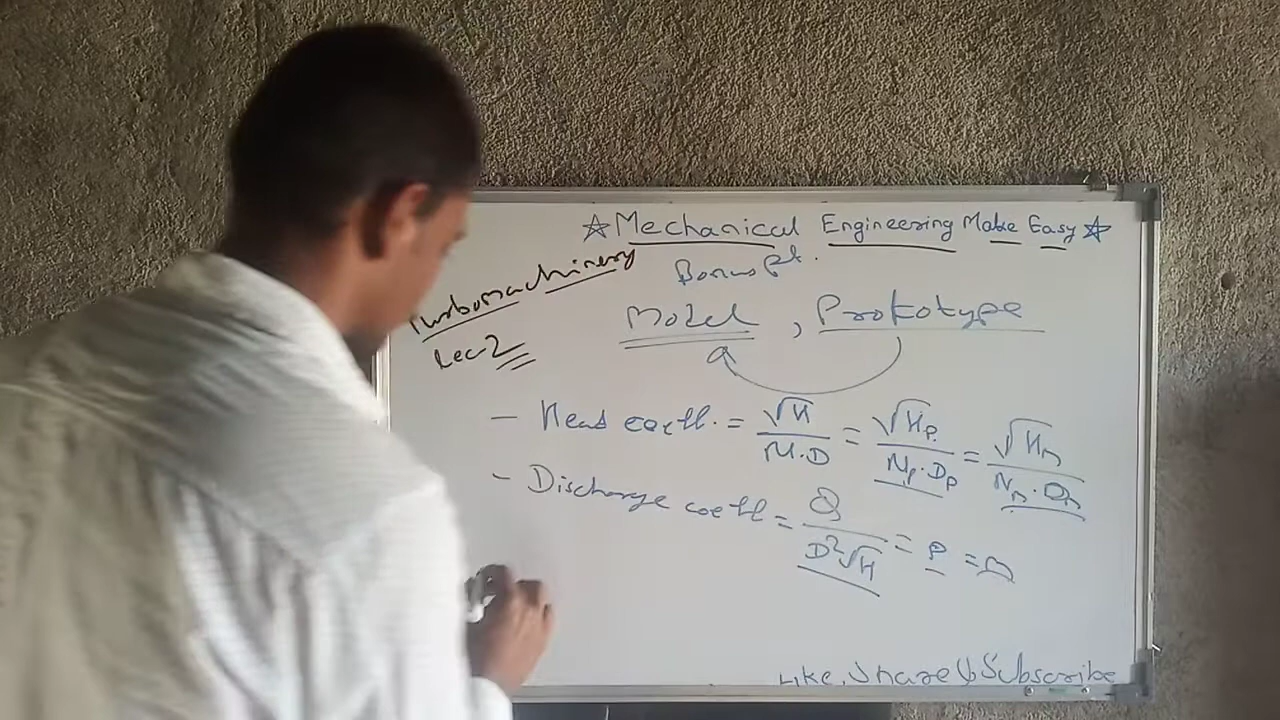 ☆ Mechanical Engineering Make Easy ☆
Bonus pt.
Turbomachinery
Lec-2
Model , Prototype
- Head coeff. = √H / N·D = √Hp / Np·Dp = √Hm / Nm·Dm
- Discharge coeff = Q / D²√H = P = m
Like, Share & Subscribe